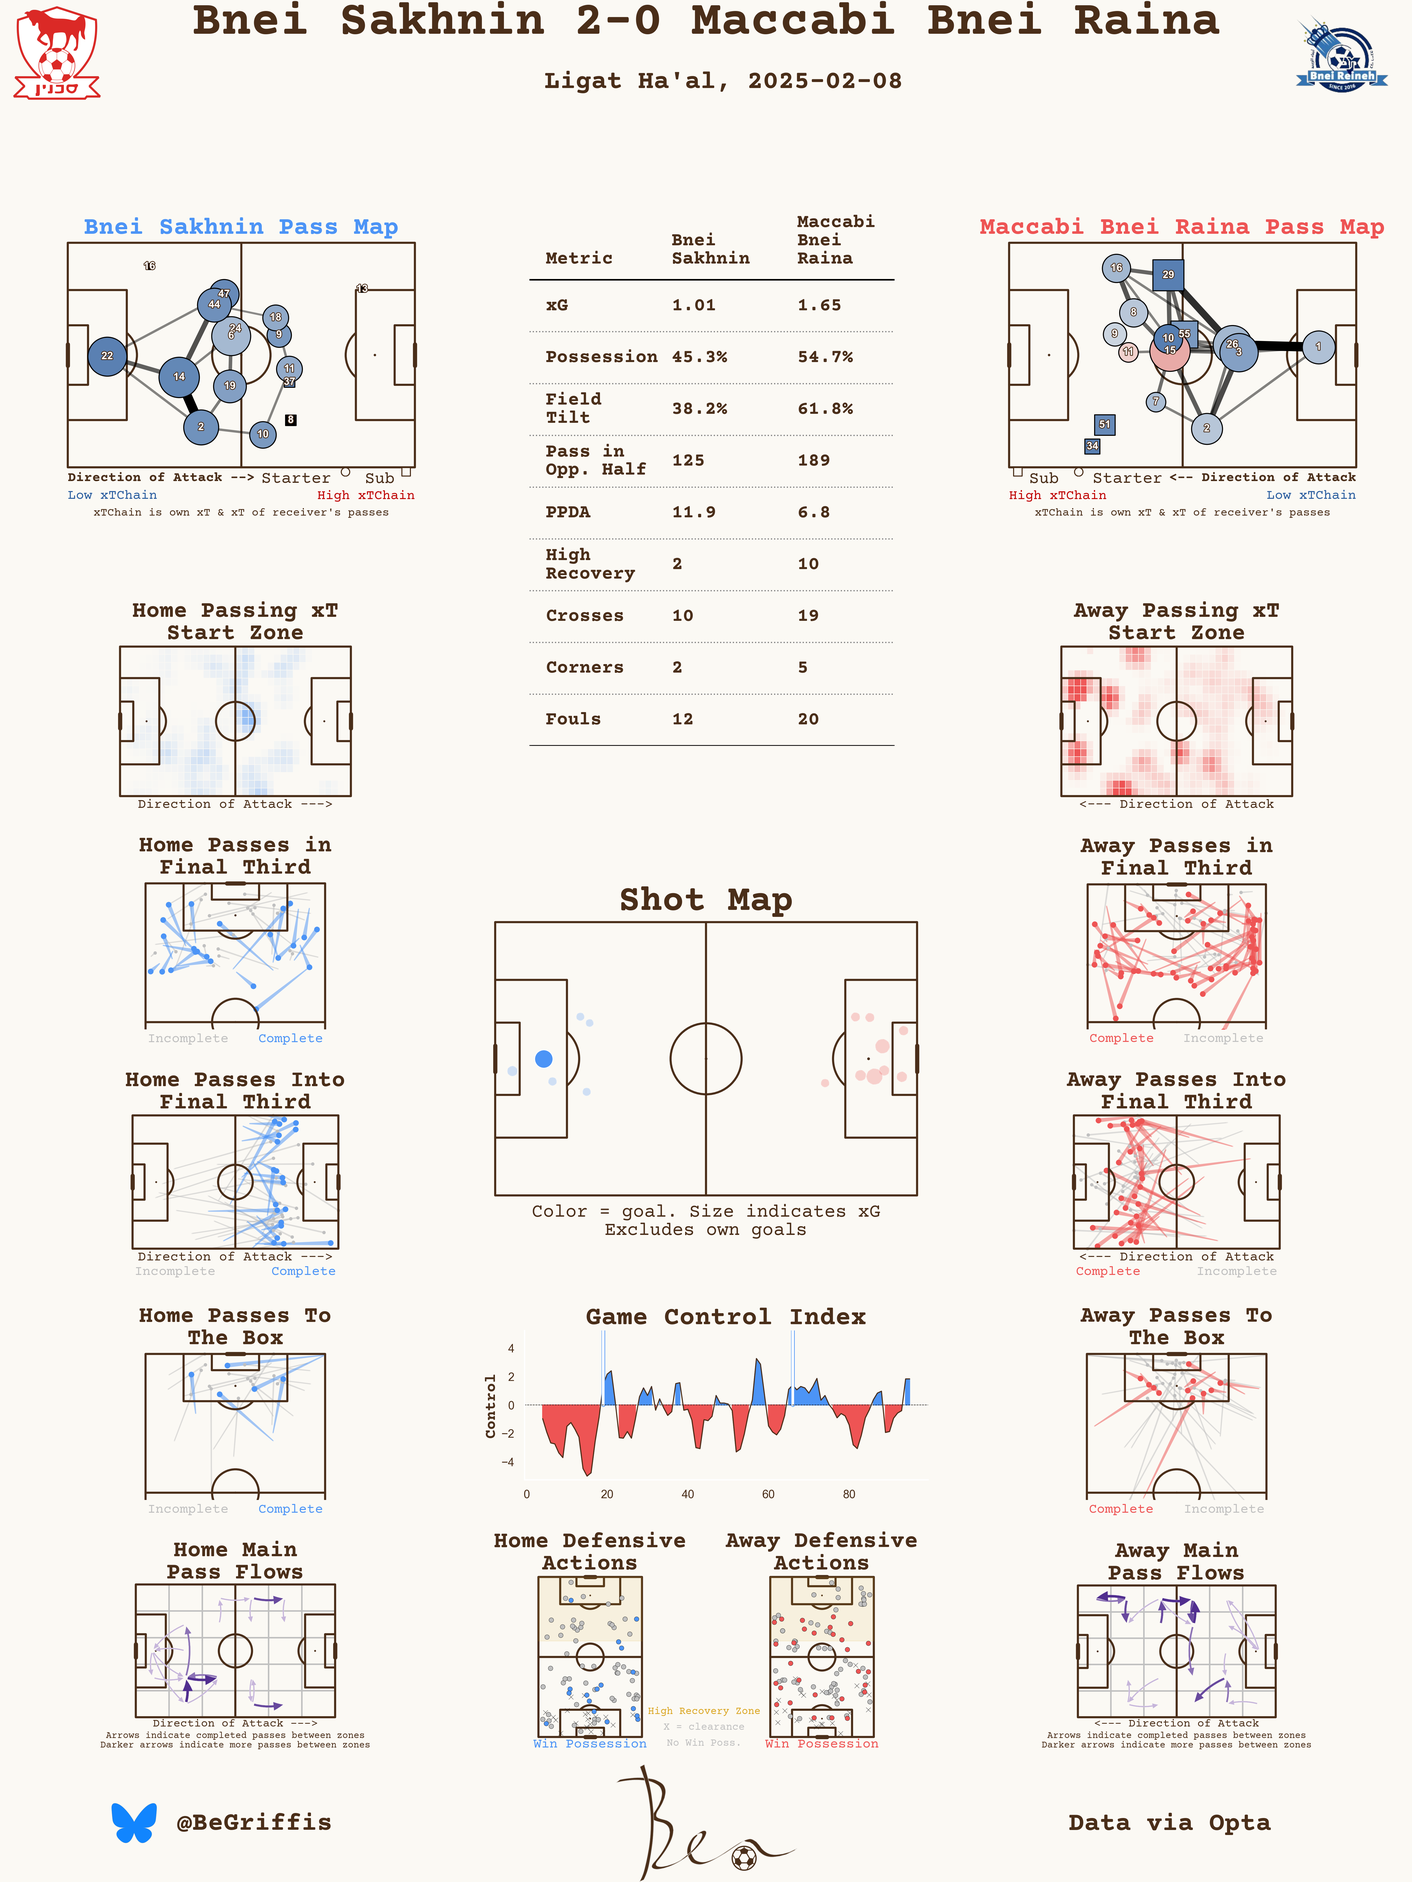 Bnei Sakhnin 2-0 Maccabi Bnei Raina
Ligat Ha'al, 2025-02-08
סכנין
Bnei Reineh
SINCE 2016
Bnei Sakhnin Pass Map
16
13
47
44
24
6
18
9
22
14
11
37
19
8
2
10
Direction of Attack --> Starter Sub
Low xTChain High xTChain
xTChain is own xT & xT of receiver's passes
Metric Bnei Sakhnin Maccabi Bnei Raina
xG 1.01 1.65
Possession 45.3% 54.7%
Field Tilt 38.2% 61.8%
Pass in Opp. Half 125 189
PPDA 11.9 6.8
High Recovery 2 10
Crosses 10 19
Corners 2 5
Fouls 12 20
Maccabi Bnei Raina Pass Map
16
29
8
9
55
10
11
15
26
3
1
7
2
51
34
Sub Starter <-- Direction of Attack
High xTChain Low xTChain
xTChain is own xT & xT of receiver's passes
Home Passing xT
Start Zone
Direction of Attack --->
Away Passing xT
Start Zone
<--- Direction of Attack
Home Passes in
Final Third
Incomplete Complete
Shot Map
Color = goal. Size indicates xG
Excludes own goals
Away Passes in
Final Third
Complete Incomplete
Home Passes Into
Final Third
Direction of Attack --->
Incomplete Complete
Away Passes Into
Final Third
<--- Direction of Attack
Complete Incomplete
Home Passes To
The Box
Incomplete Complete
Game Control Index
Control
4
2
0
−2
−4
0 20 40 60 80
Away Passes To
The Box
Complete Incomplete
Home Main
Pass Flows
Direction of Attack --->
Arrows indicate completed passes between zones
Darker arrows indicate more passes between zones
Home Defensive
Actions
Win Possession
High Recovery Zone
X = clearance
No Win Poss.
Away Defensive
Actions
Win Possession
Away Main
Pass Flows
<--- Direction of Attack
Arrows indicate completed passes between zones
Darker arrows indicate more passes between zones
@BeGriffis
Ben
Data via Opta